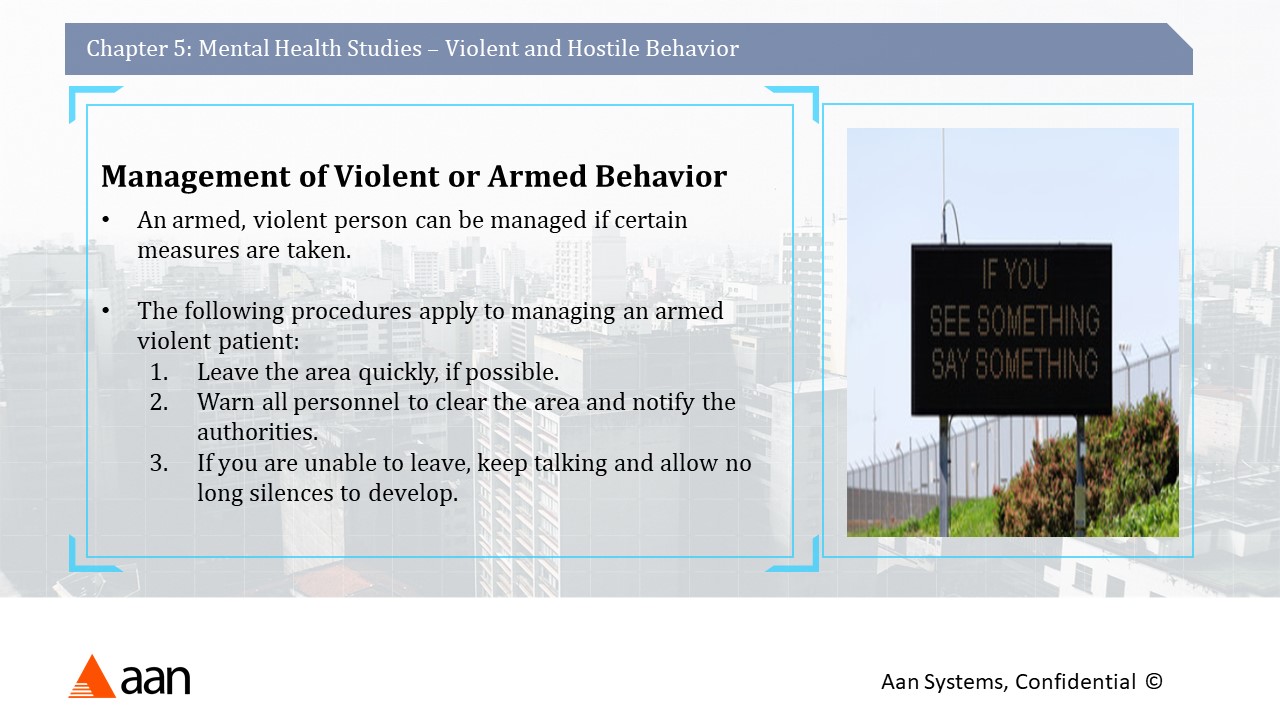 Chapter 5: Mental Health Studies – Violent and Hostile Behavior
Management of Violent or Armed Behavior
• An armed, violent person can be managed if certain
measures are taken.
• The following procedures apply to managing an armed
violent patient:
1. Leave the area quickly, if possible.
2. Warn all personnel to clear the area and notify the
authorities.
3. If you are unable to leave, keep talking and allow no
long silences to develop.
IF YOU
SEE SOMETHING
SAY SOMETHING
aan
Aan Systems, Confidential ©